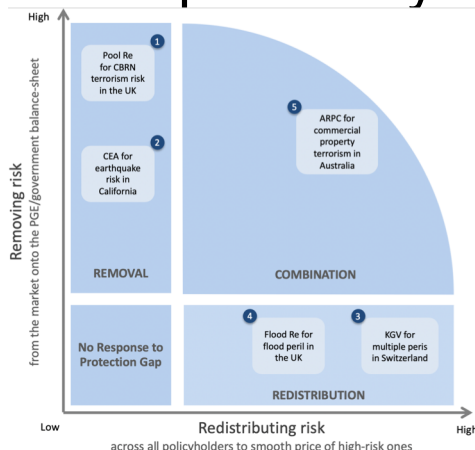 High
Removing risk
from the market onto the PGE/government balance-sheet
1
Pool Re
for CBRN
terrorism risk
in the UK
2
CEA for
earthquake
risk in
California
REMOVAL
5
ARPC for
commercial
property
terrorism in
Australia
COMBINATION
No Response to
Protection Gap
4
Flood Re for
flood peril in
the UK
3
KGV for
multiple peris
in Switzerland
REDISTRIBUTION
Low
Redistributing risk
High
across all policyholders to smooth price of high-risk ones